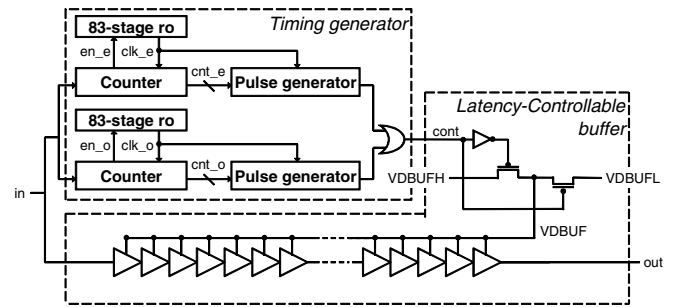 83-stage ro
Timing generator
en_e
clk_e
Counter
cnt_e
Pulse generator
83-stage ro
en_o
clk_o
Counter
cnt_o
Pulse generator
Latency-Controllable
buffer
cont
VDBUFH
VDBUFL
in
VDBUF
out